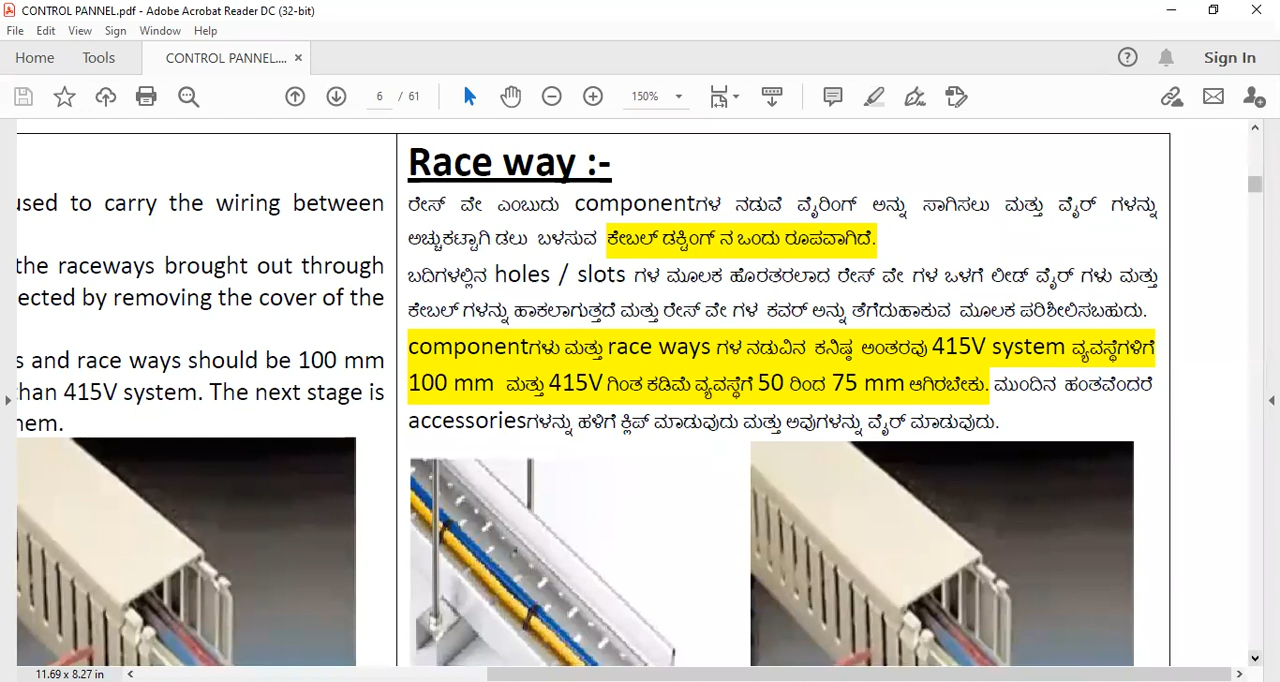 CONTROL PANNEL.pdf - Adobe Acrobat Reader DC (32-bit)
File Edit View Sign Window Help
Home Tools CONTROL PANNEL.... × Sign In
6 / 61 150%
used to carry the wiring between
the raceways brought out through
ected by removing the cover of the
s and race ways should be 100 mm
than 415V system. The next stage is
hem.
Race way :-
ರೇಸ್ ವೇ ಎಂಬುದು componentಗಳ ನಡುವೆ ವೈರಿಂಗ್ ಅನ್ನು ಸಾಗಿಸಲು ಮತ್ತು ವೈರ್ ಗಳನ್ನು
ಅಚ್ಚುಕಟ್ಟಾಗಿ ಡಲು ಬಳಸುವ ಕೇಬಲ್ ಡಕ್ಟಿಂಗ್ ನ ಒಂದು ರೂಪವಾಗಿದೆ.
ಬದಿಗಳಲ್ಲಿನ holes / slots ಗಳ ಮೂಲಕ ಹೊರತರಲಾದ ರೇಸ್ ವೇ ಗಳ ಒಳಗೆ ಲೀಡ್ ವೈರ್ ಗಳು ಮತ್ತು
ಕೇಬಲ್ ಗಳನ್ನು ಹಾಕಲಾಗುತ್ತದೆ ಮತ್ತು ರೇಸ್ ವೇ ಗಳ ಕವರ್ ಅನ್ನು ತೆಗೆದುಹಾಕುವ ಮೂಲಕ ಪರಿಶೀಲಿಸಬಹುದು.
componentಗಳು ಮತ್ತು race ways ಗಳ ನಡುವಿನ ಕನಿಷ್ಠ ಅಂತರವು 415V system ವ್ಯವಸ್ಥೆಗಳಿಗೆ
100 mm ಮತ್ತು 415V ಗಿಂತ ಕಡಿಮೆ ವ್ಯವಸ್ಥೆಗೆ 50 ರಿಂದ 75 mm ಆಗಿರಬೇಕು. ಮುಂದಿನ ಹಂತವೆಂದರೆ
accessoriesಗಳನ್ನು ಹಳಿಗೆ ಕ್ಲಿಪ್ ಮಾಡುವುದು ಮತ್ತು ಅವುಗಳನ್ನು ವೈರ್ ಮಾಡುವುದು.
11.69 x 8.27 in